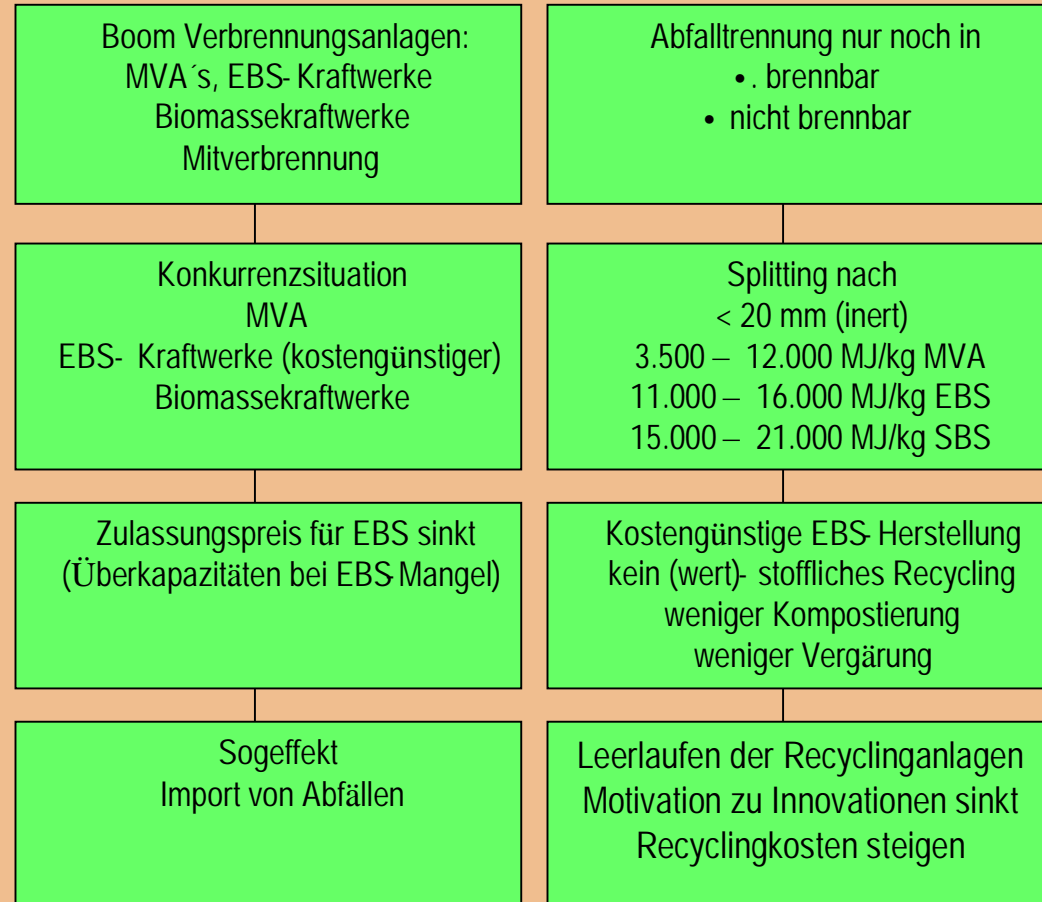 Boom Verbrennungsanlagen:
MVA´s, EBS- Kraftwerke
Biomassekraftwerke
Mitverbrennung
Konkurrenzsituation
MVA
EBS- Kraftwerke (kostengünstiger)
Biomassekraftwerke
Zulassungspreis für EBS sinkt
(Überkapazitäten bei EBS-Mangel)
Sogeffekt
Import von Abfällen
Abfalltrennung nur noch in
• . brennbar
• nicht brennbar
Splitting nach
< 20 mm (inert)
3.500 – 12.000 MJ/kg MVA
11.000 – 16.000 MJ/kg EBS
15.000 – 21.000 MJ/kg SBS
Kostengünstige EBS-Herstellung
kein (wert)- stoffliches Recycling
weniger Kompostierung
weniger Vergärung
Leerlaufen der Recyclinganlagen
Motivation zu Innovationen sinkt
Recyclingkosten steigen